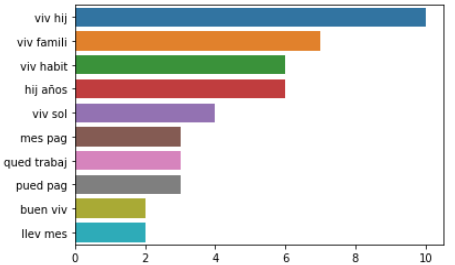 viv hij
viv famili
viv habit
hij años
viv sol
mes pag
qued trabaj
pued pag
buen viv
llev mes
0 2 4 6 8 10